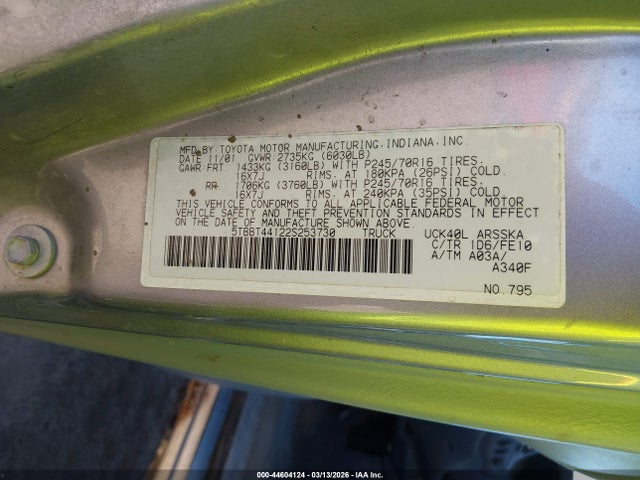 MFD.BY:TOYOTA MOTOR MANUFACTURING.INDIANA.INC.
DATE 11/01 GVWR:2735KG (6030LB)
GAWR:FRT 1433KG (3160LB) WITH P245/70R16 TIRES.
16X7J RIMS. AT 180KPA (26PSI) COLD.
RR 1706KG (3760LB) WITH P245/70R16 TIRES.
16X7J RIMS. AT 240KPA (35PSI) COLD.
THIS VEHICLE CONFORMS TO ALL APPLICABLE FEDERAL MOTOR
VEHICLE SAFETY STANDARDS AND BUMPER STANDARDS IN EFFECT
ON THE DATE OF MANUFACTURE SHOWN ABOVE
5TBBT44122S253730 TRUCK UCK40L ARSSKA
C/TR 1D6/FE10
A/TM A03A/
A340F
NO.795
000-44604124 | 03/13/2026 | IAA Inc.